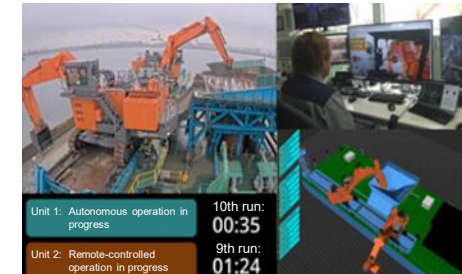 Unit 1: Autonomous operation in
progress
10th run:
00:35
Unit 2: Remote-controlled
operation in progress
9th run:
01:24